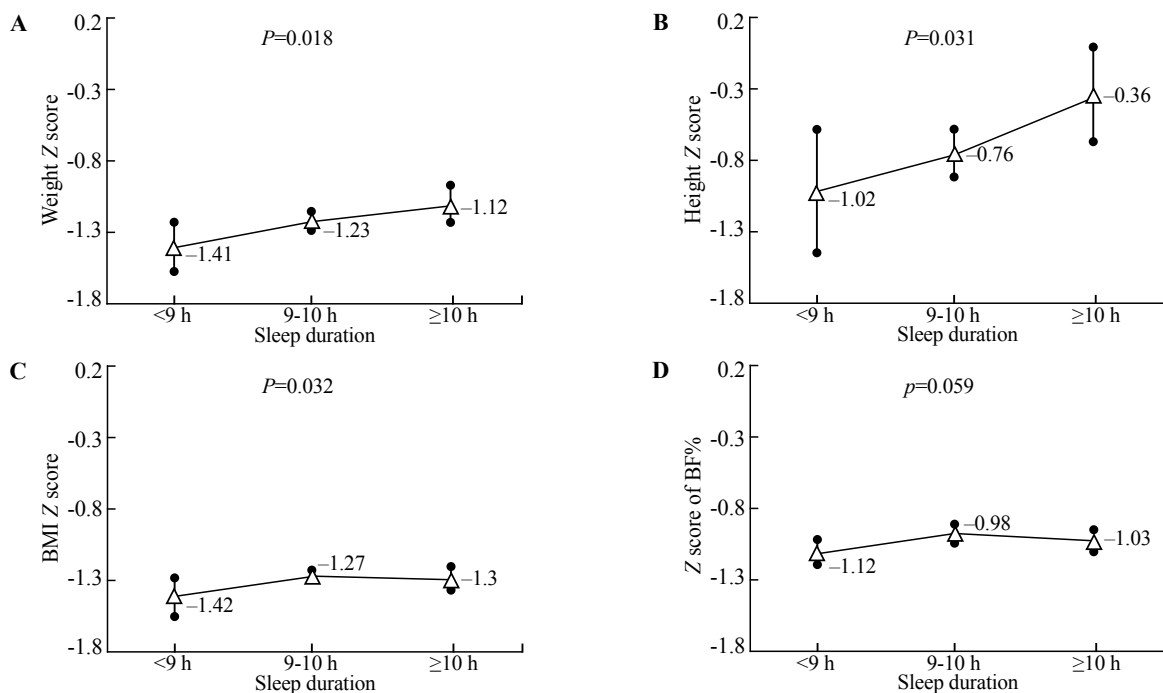 A
Weight Z score
P=0.018
0.2
-0.3
-0.8
-1.3
-1.8
–1.41
–1.23
–1.12
<9 h
9-10 h
≥10 h
Sleep duration
B
Height Z score
P=0.031
0.2
-0.3
-0.8
-1.3
-1.8
–1.02
–0.76
–0.36
<9 h
9-10 h
≥10 h
Sleep duration
C
BMI Z score
P=0.032
0.2
-0.3
-0.8
-1.3
-1.8
–1.42
–1.27
–1.3
<9 h
9-10 h
≥10 h
Sleep duration
D
Z score of BF%
p=0.059
0.2
-0.3
-0.8
-1.3
-1.8
–1.12
–0.98
–1.03
<9 h
9-10 h
≥10 h
Sleep duration